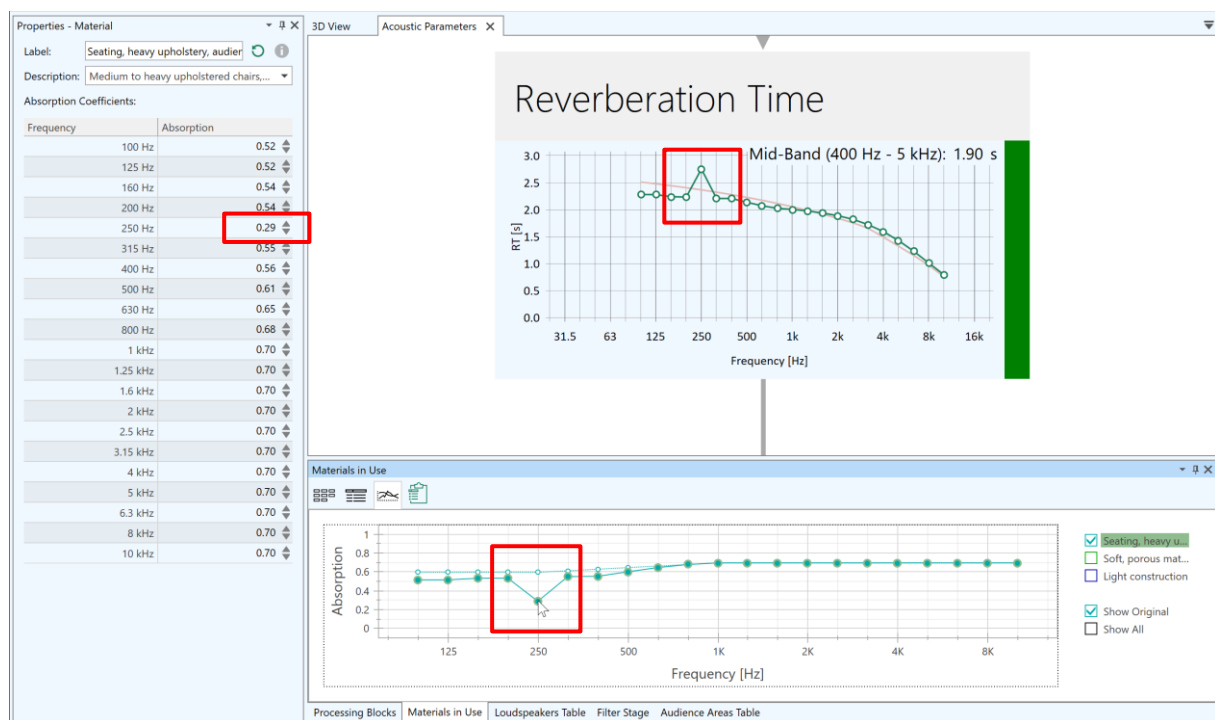 Properties - Material
Label: Seating, heavy upholstery, audier
Description: Medium to heavy upholstered chairs,...
Absorption Coefficients:
Frequency Absorption
100 Hz 0.52
125 Hz 0.52
160 Hz 0.54
200 Hz 0.54
250 Hz 0.29
315 Hz 0.55
400 Hz 0.56
500 Hz 0.61
630 Hz 0.65
800 Hz 0.68
1 kHz 0.70
1.25 kHz 0.70
1.6 kHz 0.70
2 kHz 0.70
2.5 kHz 0.70
3.15 kHz 0.70
4 kHz 0.70
5 kHz 0.70
6.3 kHz 0.70
8 kHz 0.70
10 kHz 0.70
3D View Acoustic Parameters
Reverberation Time
Mid-Band (400 Hz - 5 kHz): 1.90 s
3.0
2.5
2.0
1.5
1.0
0.5
0.0
RT [s]
31.5 63 125 250 500 1k 2k 4k 8k 16k
Frequency [Hz]
Materials in Use
1
0.8
0.6
0.4
0.2
0
Absorption
125 250 500 1K 2K 4K 8K
Frequency [Hz]
Seating, heavy u...
Soft, porous mat...
Light construction
Show Original
Show All
Processing Blocks Materials in Use Loudspeakers Table Filter Stage Audience Areas Table